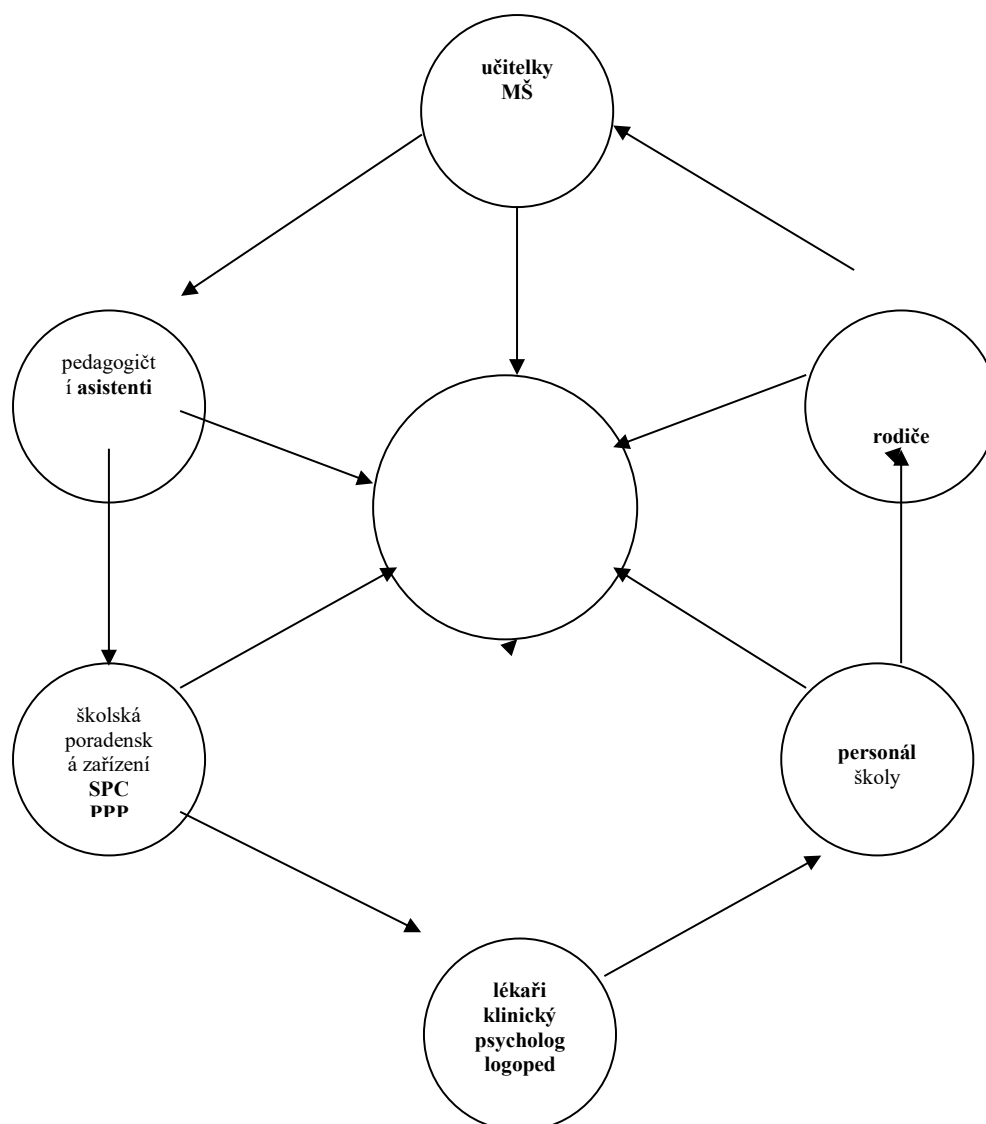 učitelky
MŠ
pedagogičt
í asistenti
rodiče
školská
poradensk
á zařízení
SPC
PPP
personál
školy
lékaři
klinický
psycholog
logoped